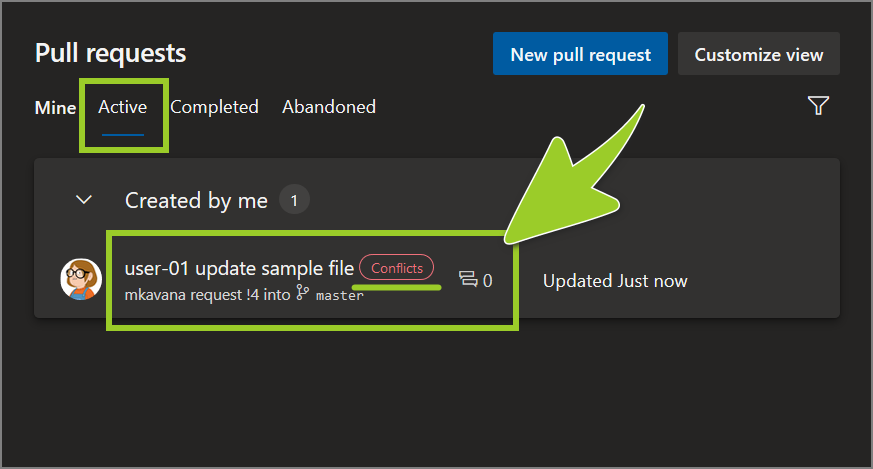 Pull requests
New pull request
Customize view
Mine Active Completed Abandoned
Created by me 1
user-01 update sample file Conflicts
mkavana request !4 into master
0
Updated Just now